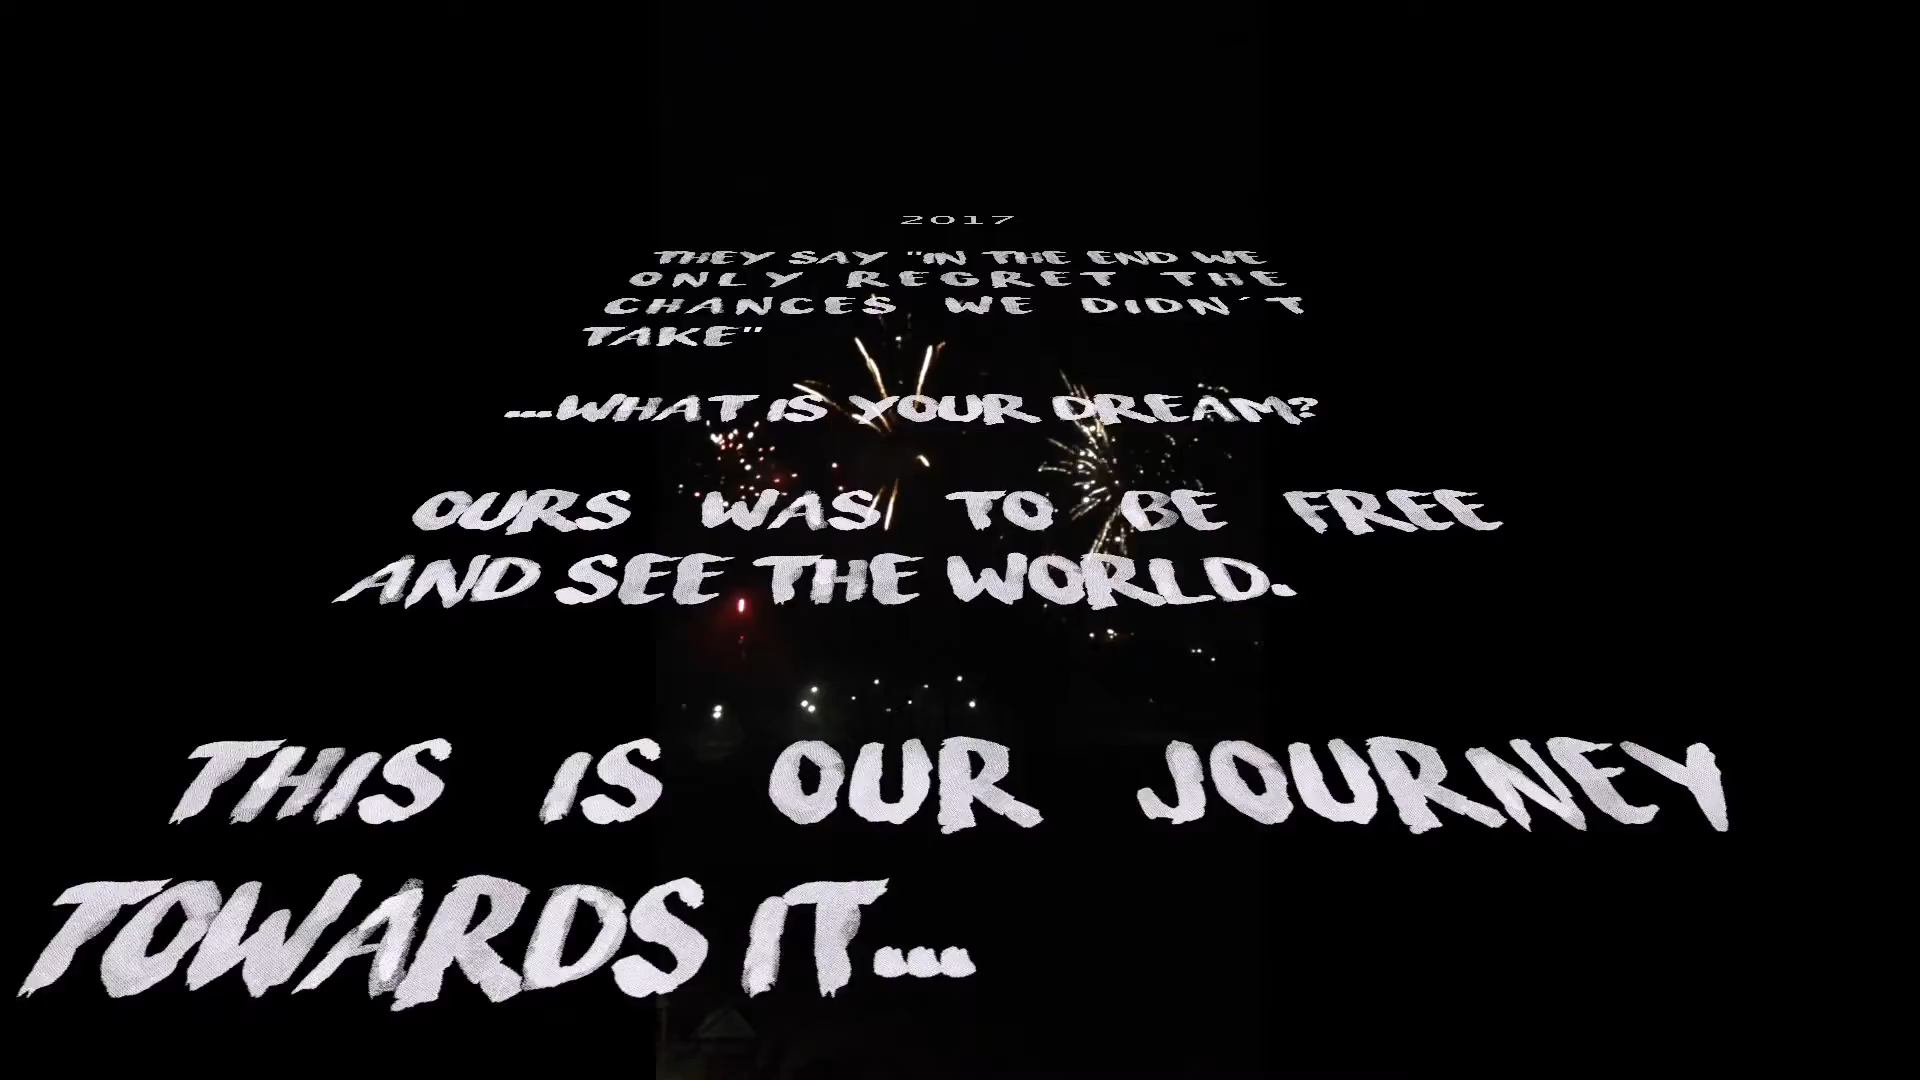 2017
THEY SAY "IN THE END WE
ONLY REGRET THE
CHANCES WE DIDN´T
TAKE"
...WHAT IS YOUR DREAM?
OURS WAS TO BE FREE
AND SEE THE WORLD.
THIS IS OUR JOURNEY
TOWARDS IT...